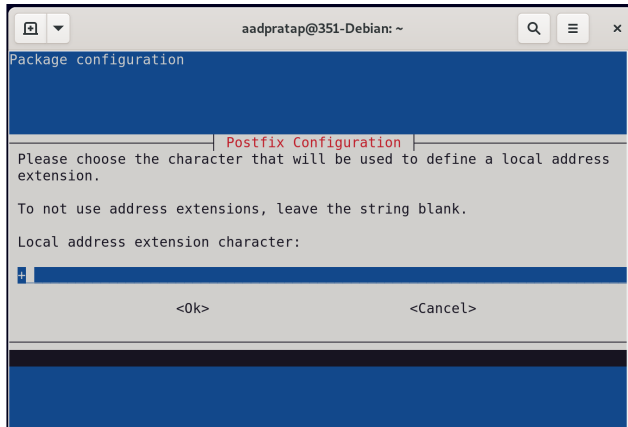 aadpratap@351-Debian: ~
Package configuration
Postfix Configuration
Please choose the character that will be used to define a local address
extension.
To not use address extensions, leave the string blank.
Local address extension character:
+
<Ok> <Cancel>